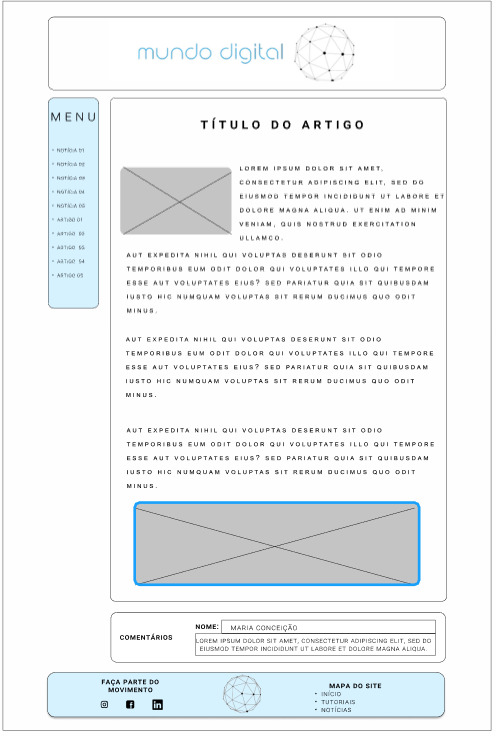 mundo digital
MENU
• NOTÍCIA 01
• NOTÍCIA 02
• NOTÍCIA 03
• NOTÍCIA 04
• NOTÍCIA 05
• ARTIGO 01
• ARTIGO 02
• ARTIGO 03
• ARTIGO 04
• ARTIGO 05
TÍTULO DO ARTIGO
LOREM IPSUM DOLOR SIT AMET,
CONSECTETUR ADIPISCING ELIT, SED DO
EIUSMOD TEMPOR INCIDIDUNT UT LABORE ET
DOLORE MAGNA ALIQUA. UT ENIM AD MINIM
VENIAM, QUIS NOSTRUD EXERCITATION
ULLAMCO.
AUT EXPEDITA NIHIL QUI VOLUPTAS DESERUNT SIT ODIO
TEMPORIBUS EUM ODIT DOLOR QUI VOLUPTATES ILLO QUI TEMPORE
ESSE AUT VOLUPTATES EIUS? SED PARIATUR QUIA SIT QUIBUSDAM
IUSTO HIC NUMQUAM VOLUPTAS SIT RERUM DUCIMUS QUO ODIT
MINUS.
AUT EXPEDITA NIHIL QUI VOLUPTAS DESERUNT SIT ODIO
TEMPORIBUS EUM ODIT DOLOR QUI VOLUPTATES ILLO QUI TEMPORE
ESSE AUT VOLUPTATES EIUS? SED PARIATUR QUIA SIT QUIBUSDAM
IUSTO HIC NUMQUAM VOLUPTAS SIT RERUM DUCIMUS QUO ODIT
MINUS.
AUT EXPEDITA NIHIL QUI VOLUPTAS DESERUNT SIT ODIO
TEMPORIBUS EUM ODIT DOLOR QUI VOLUPTATES ILLO QUI TEMPORE
ESSE AUT VOLUPTATES EIUS? SED PARIATUR QUIA SIT QUIBUSDAM
IUSTO HIC NUMQUAM VOLUPTAS SIT RERUM DUCIMUS QUO ODIT
MINUS.
COMENTÁRIOS
NOME: MARIA CONCEIÇÃO
LOREM IPSUM DOLOR SIT AMET, CONSECTETUR ADIPISCING ELIT, SED DO
EIUSMOD TEMPOR INCIDIDUNT UT LABORE ET DOLORE MAGNA ALIQUA.
FAÇA PARTE DO
MOVIMENTO
MAPA DO SITE
• INÍCIO
• TUTORIAIS
• NOTÍCIAS